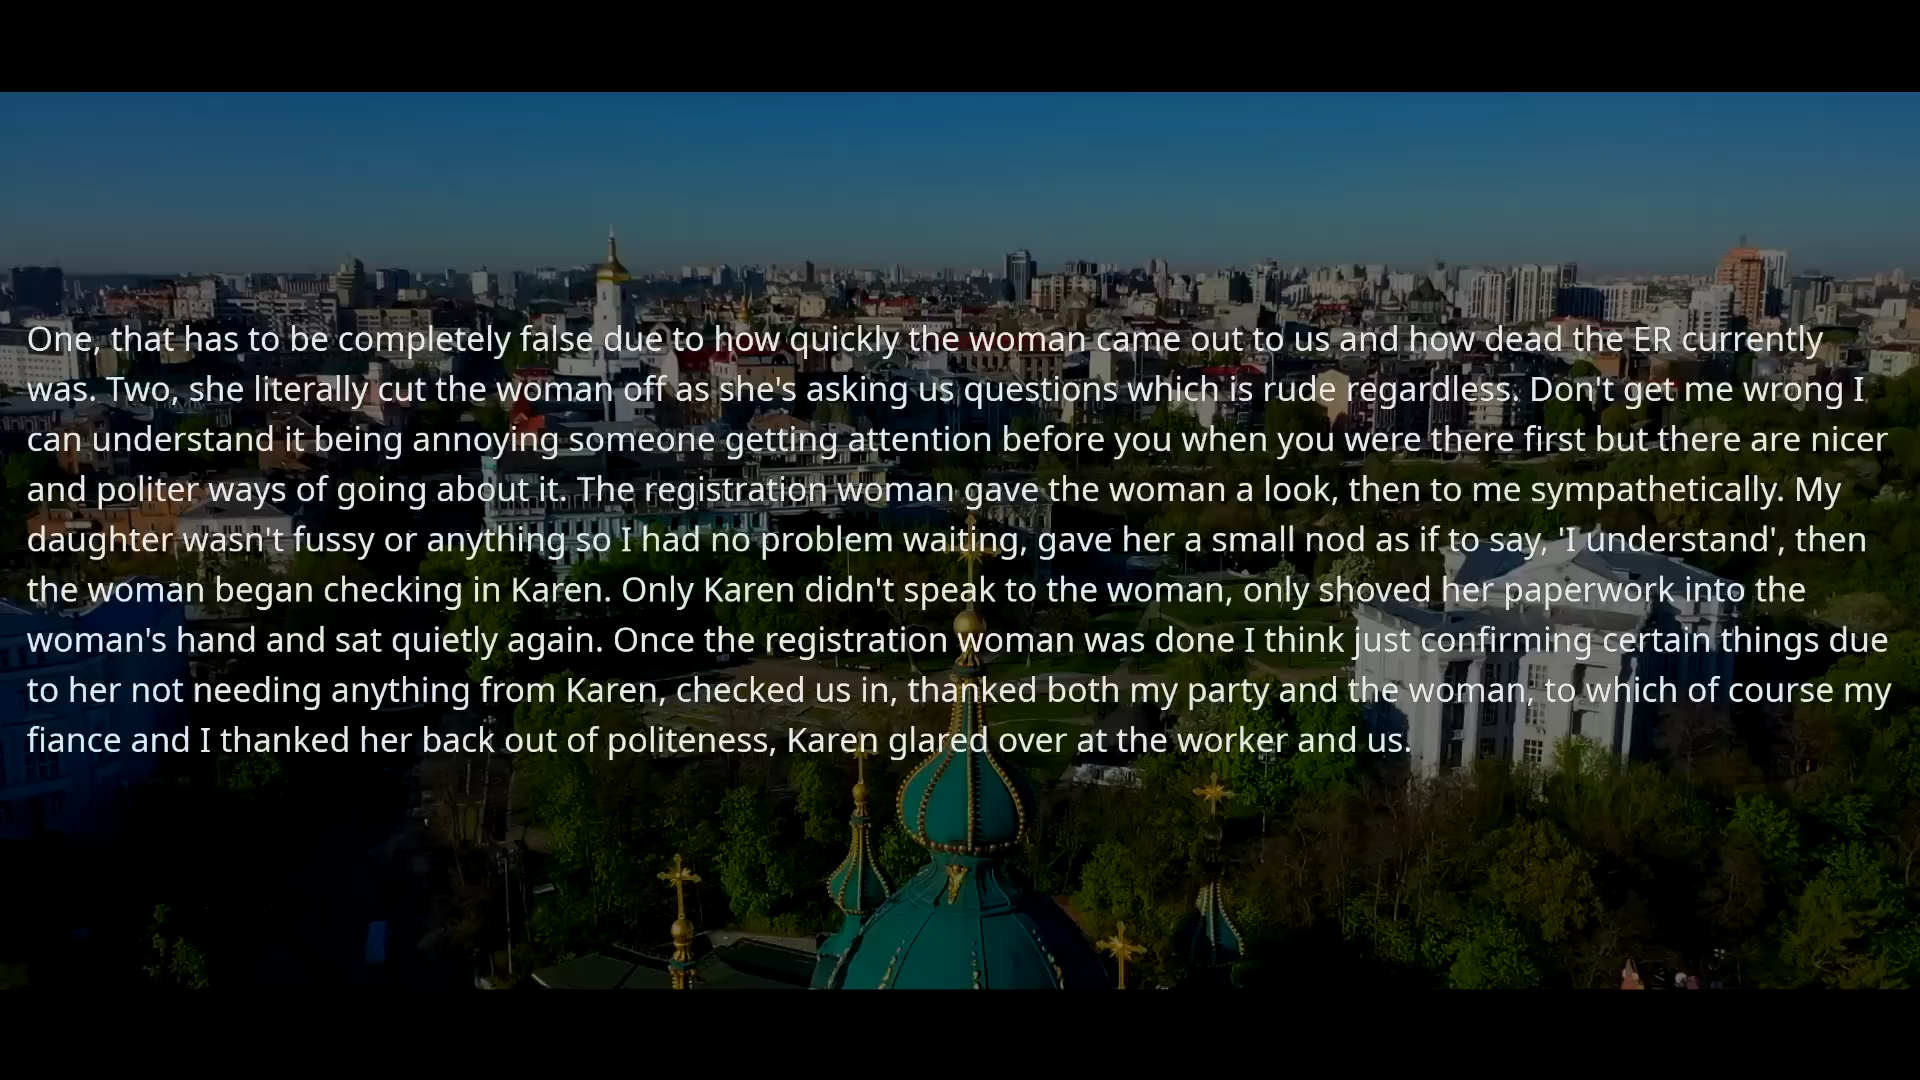 One, that has to be completely false due to how quickly the woman came out to us and how dead the ER currently
was. Two, she literally cut the woman off as she's asking us questions which is rude regardless. Don't get me wrong I
can understand it being annoying someone getting attention before you when you were there first but there are nicer
and politer ways of going about it. The registration woman gave the woman a look, then to me sympathetically. My
daughter wasn't fussy or anything so I had no problem waiting, gave her a small nod as if to say, 'I understand', then
the woman began checking in Karen. Only Karen didn't speak to the woman, only shoved her paperwork into the
woman's hand and sat quietly again. Once the registration woman was done I think just confirming certain things due
to her not needing anything from Karen, checked us in, thanked both my party and the woman, to which of course my
fiance and I thanked her back out of politeness, Karen glared over at the worker and us.